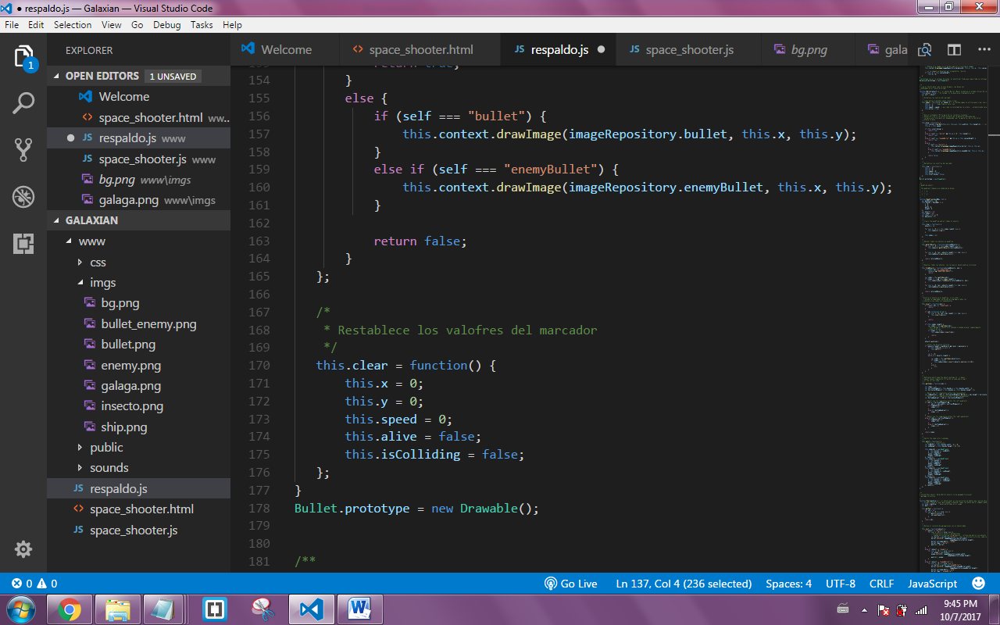 respaldo.js — Galaxian — Visual Studio Code
File Edit Selection View Go Debug Tasks Help
1
EXPLORER
OPEN EDITORS 1 UNSAVED
Welcome
space_shooter.html ww...
respaldo.js www
space_shooter.js www
bg.png www\imgs
galaga.png www\imgs
GALAXIAN
www
css
imgs
bg.png
bullet_enemy.png
bullet.png
enemy.png
galaga.png
insecto.png
ship.png
public
sounds
JS respaldo.js
space_shooter.html
JS space_shooter.js
Welcome space_shooter.html JS respaldo.js JS space_shooter.js bg.png gala
153 return true;
154 }
155 else {
156 if (self === "bullet") {
157 this.context.drawImage(imageRepository.bullet, this.x, this.y);
158 }
159 else if (self === "enemyBullet") {
160 this.context.drawImage(imageRepository.enemyBullet, this.x, this.y);
161 }
162
163 return false;
164 }
165 };
166
167 /*
168 * Restablece los valofres del marcador
169 */
170 this.clear = function() {
171 this.x = 0;
172 this.y = 0;
173 this.speed = 0;
174 this.alive = false;
175 this.isColliding = false;
176 };
177 }
178 Bullet.prototype = new Drawable();
179
180
181 /**
0 0 Go Live Ln 137, Col 4 (236 selected) Spaces: 4 UTF-8 CRLF JavaScript
9:45 PM
10/7/2017